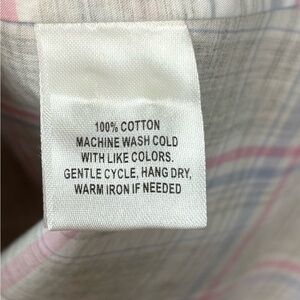 100% COTTON
MACHINE WASH COLD
WITH LIKE COLORS.
GENTLE CYCLE, HANG DRY,
WARM IRON IF NEEDED